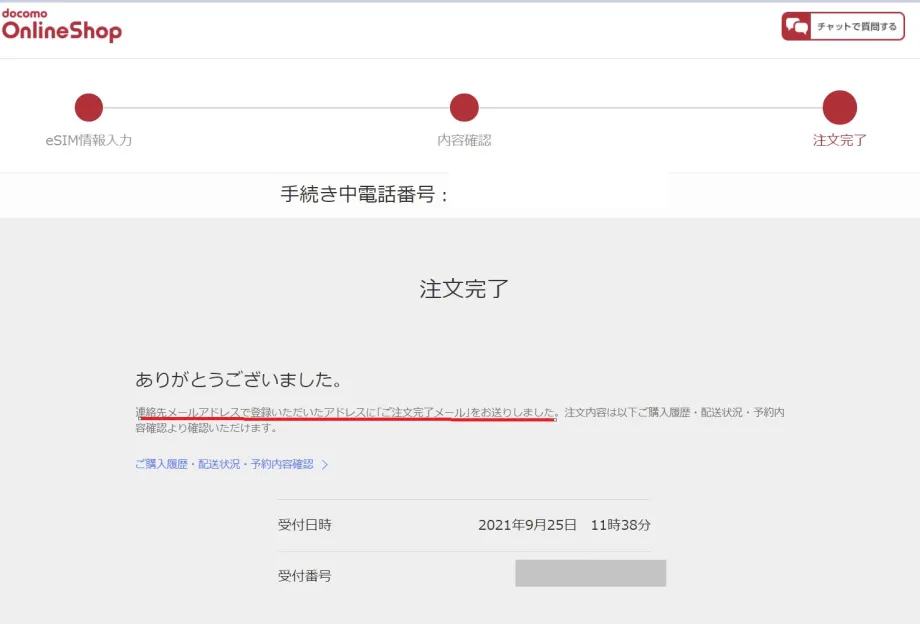 docomo
OnlineShop
チャットで質問する
eSIM情報入力
内容確認
注文完了
手続き中電話番号：
注文完了
ありがとうございました。
連絡先メールアドレスで登録いただいたアドレスに「ご注文完了メール」をお送りしました。注文内容は以下ご購入履歴・配送状況・予約内
容確認より確認いただけます。
ご購入履歴・配送状況・予約内容確認 >
受付日時 2021年9月25日 11時38分
受付番号